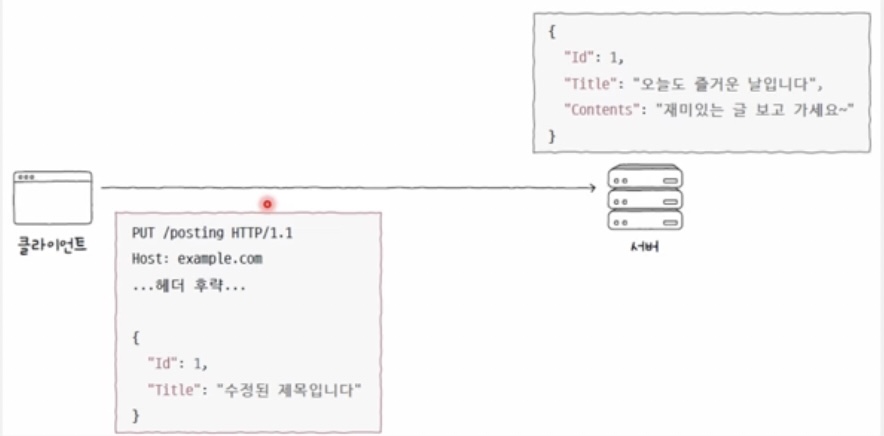 {
"Id": 1,
"Title": "오늘도 즐거운 날입니다",
"Contents": "재미있는 글 보고 가세요~"
}
클라이언트
서버
PUT /posting HTTP/1.1
Host: example.com
...헤더 후략...
{
"Id": 1,
"Title": "수정된 제목입니다"
}